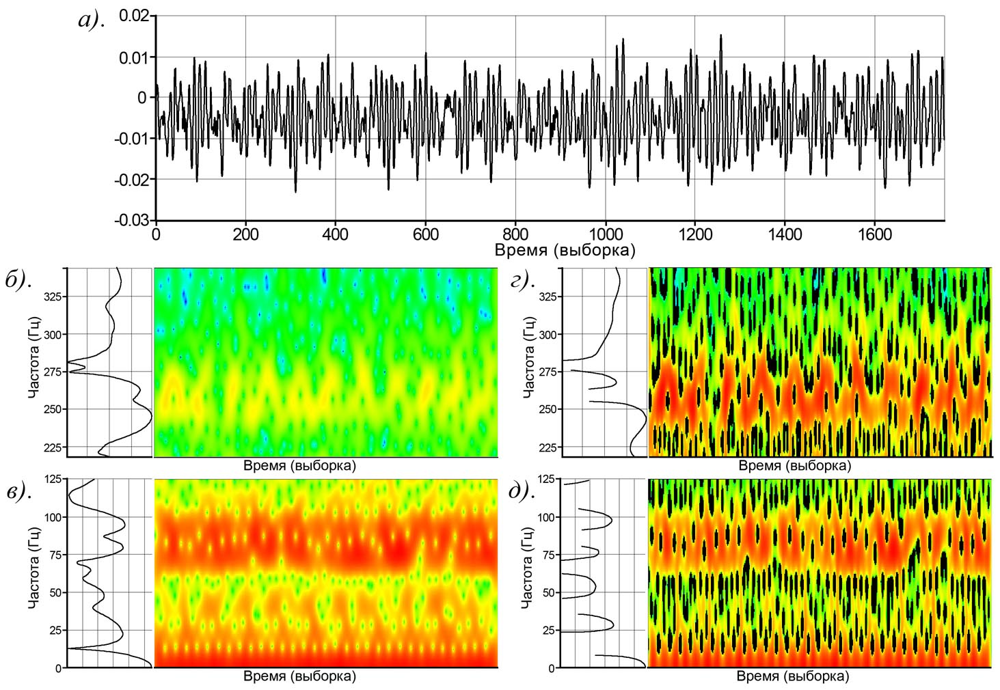 а).
0.02
0.01
0
-0.01
-0.02
-0.03
0 200 400 600 800 1000 1200 1400 1600
Время (выборка)
б).
Частота (Гц)
325
300
275
250
225
Время (выборка)
г).
Частота (Гц)
325
300
275
250
225
Время (выборка)
в).
Частота (Гц)
125
100
75
50
25
0
Время (выборка)
д).
Частота (Гц)
125
100
75
50
25
0
Время (выборка)